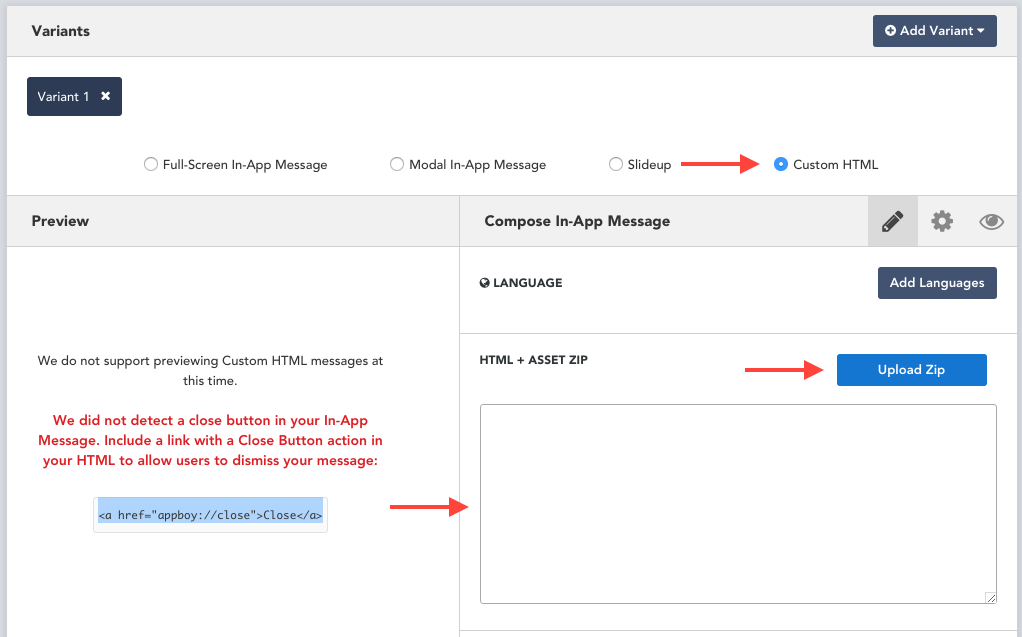 Variants
Add Variant
Variant 1
Full-Screen In-App Message
Modal In-App Message
Slideup
Custom HTML
Preview
Compose In-App Message
LANGUAGE
Add Languages
We do not support previewing Custom HTML messages at
this time.
We did not detect a close button in your In-App
Message. Include a link with a Close Button action in
your HTML to allow users to dismiss your message:
<a href="appboy://close">Close</a>
HTML + ASSET ZIP
Upload Zip